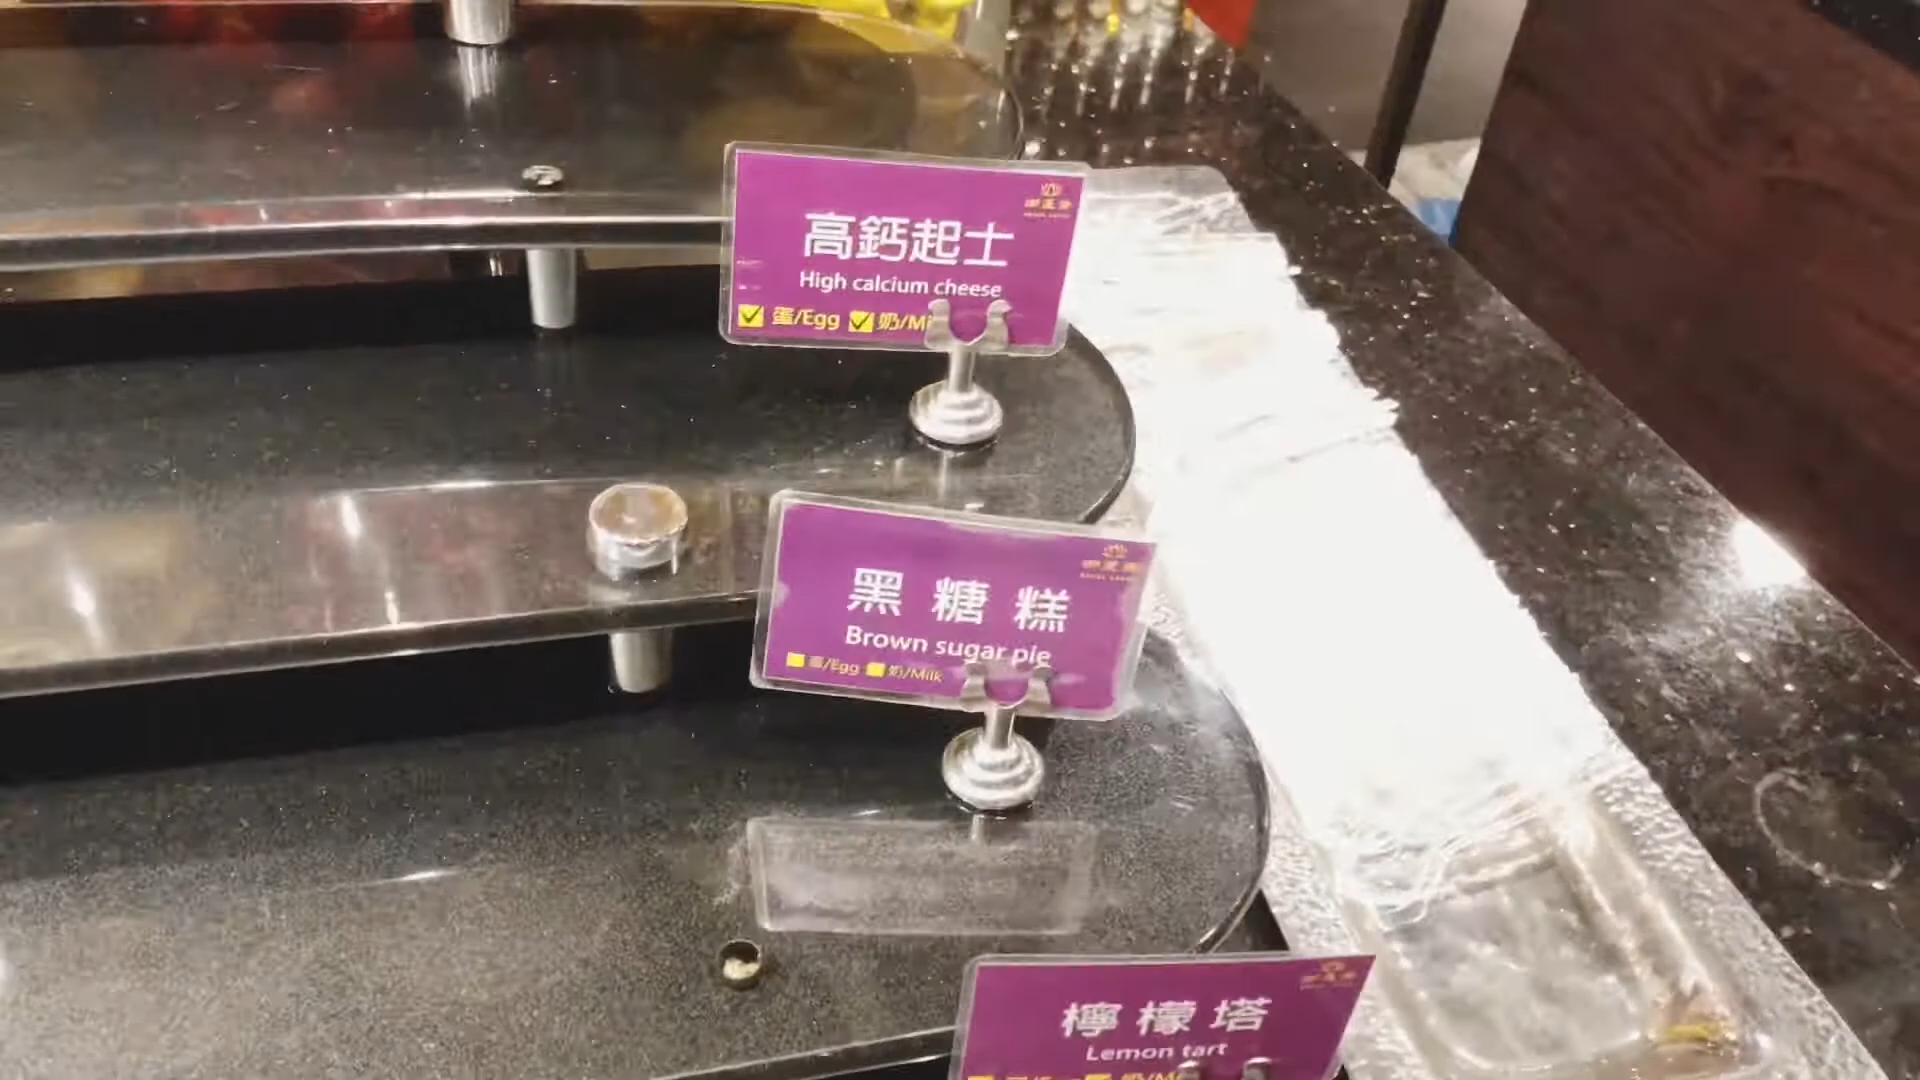 高鈣起士
High calcium cheese
蛋/Egg 奶/Mi
黑糖糕
Brown sugar pie
蛋/Egg 奶/Milk
檸檬塔
Lemon tart